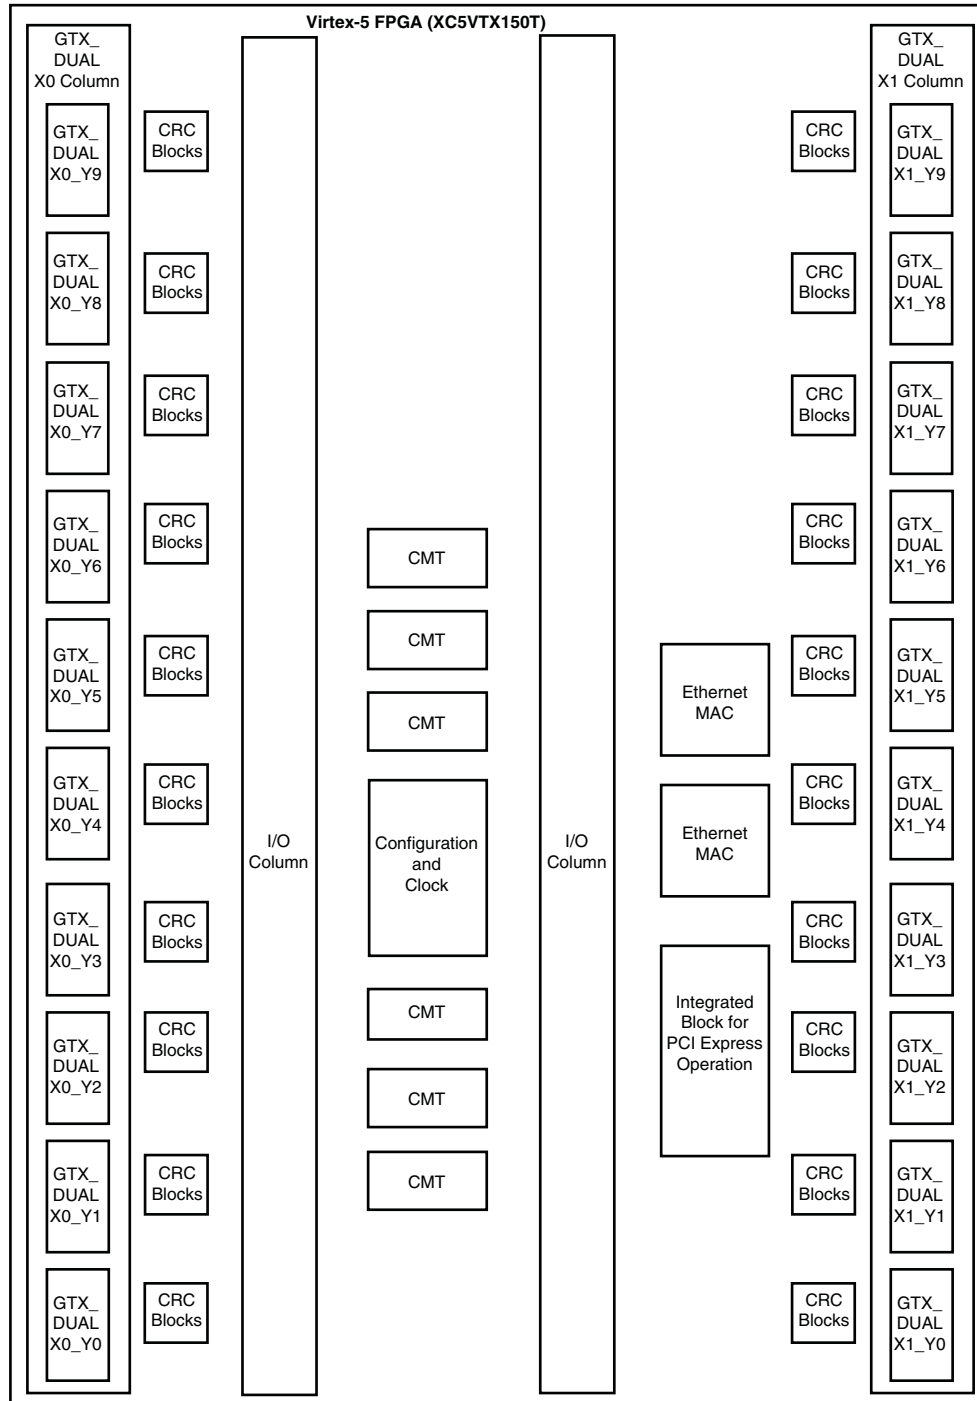 Virtex-5 FPGA (XC5VTX150T)
GTX_
DUAL
X0 Column
GTX_
DUAL
X0_Y9
GTX_
DUAL
X0_Y8
GTX_
DUAL
X0_Y7
GTX_
DUAL
X0_Y6
GTX_
DUAL
X0_Y5
GTX_
DUAL
X0_Y4
GTX_
DUAL
X0_Y3
GTX_
DUAL
X0_Y2
GTX_
DUAL
X0_Y1
GTX_
DUAL
X0_Y0
CRC
Blocks
CRC
Blocks
CRC
Blocks
CRC
Blocks
CRC
Blocks
CRC
Blocks
CRC
Blocks
CRC
Blocks
CRC
Blocks
CRC
Blocks
I/O
Column
CMT
CMT
CMT
Configuration
and
Clock
CMT
CMT
CMT
I/O
Column
Ethernet
MAC
Ethernet
MAC
Integrated
Block for
PCI Express
Operation
CRC
Blocks
CRC
Blocks
CRC
Blocks
CRC
Blocks
CRC
Blocks
CRC
Blocks
CRC
Blocks
CRC
Blocks
CRC
Blocks
CRC
Blocks
GTX_
DUAL
X1 Column
GTX_
DUAL
X1_Y9
GTX_
DUAL
X1_Y8
GTX_
DUAL
X1_Y7
GTX_
DUAL
X1_Y6
GTX_
DUAL
X1_Y5
GTX_
DUAL
X1_Y4
GTX_
DUAL
X1_Y3
GTX_
DUAL
X1_Y2
GTX_
DUAL
X1_Y1
GTX_
DUAL
X1_Y0